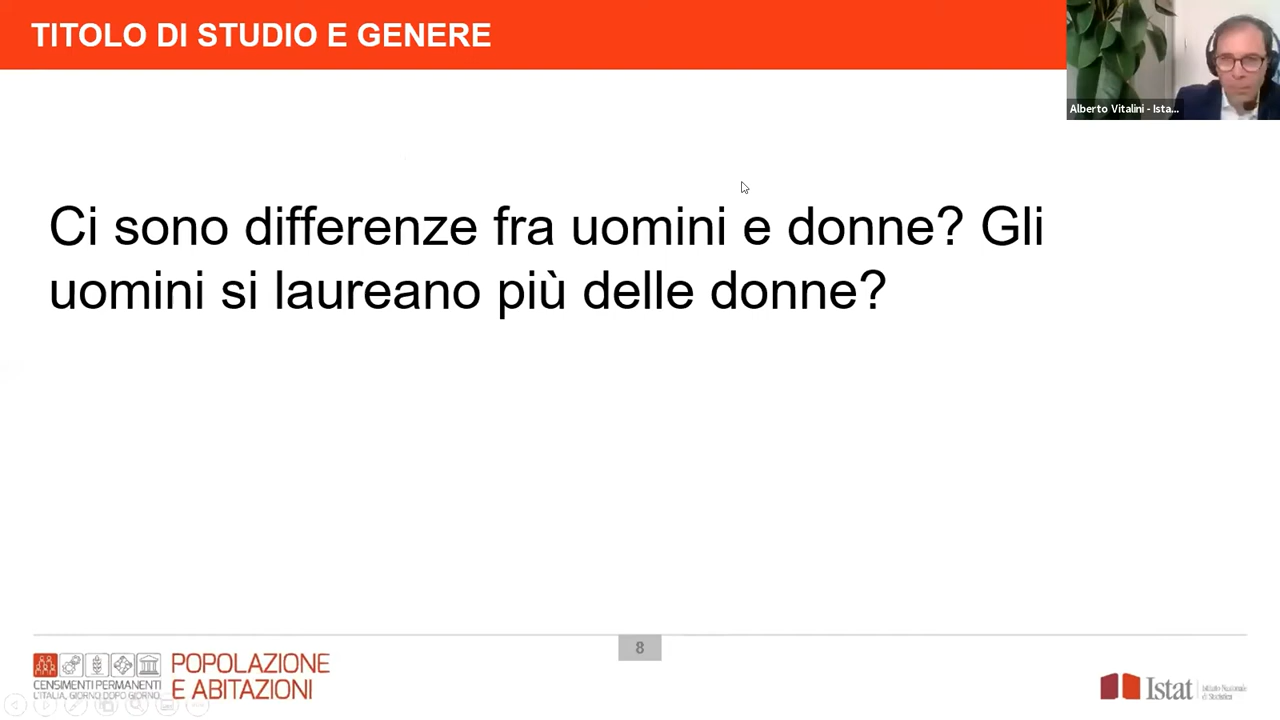 TITOLO DI STUDIO E GENERE
Alberto Vitalini - Ista...
Ci sono differenze fra uomini e donne? Gli
uomini si laureano più delle donne?
8
CENSIMENTI PERMANENTI
L'ITALIA, GIORNO DOPO GIORNO
POPOLAZIONE
E ABITAZIONI
Istat
Istituto Nazionale
di Statistica